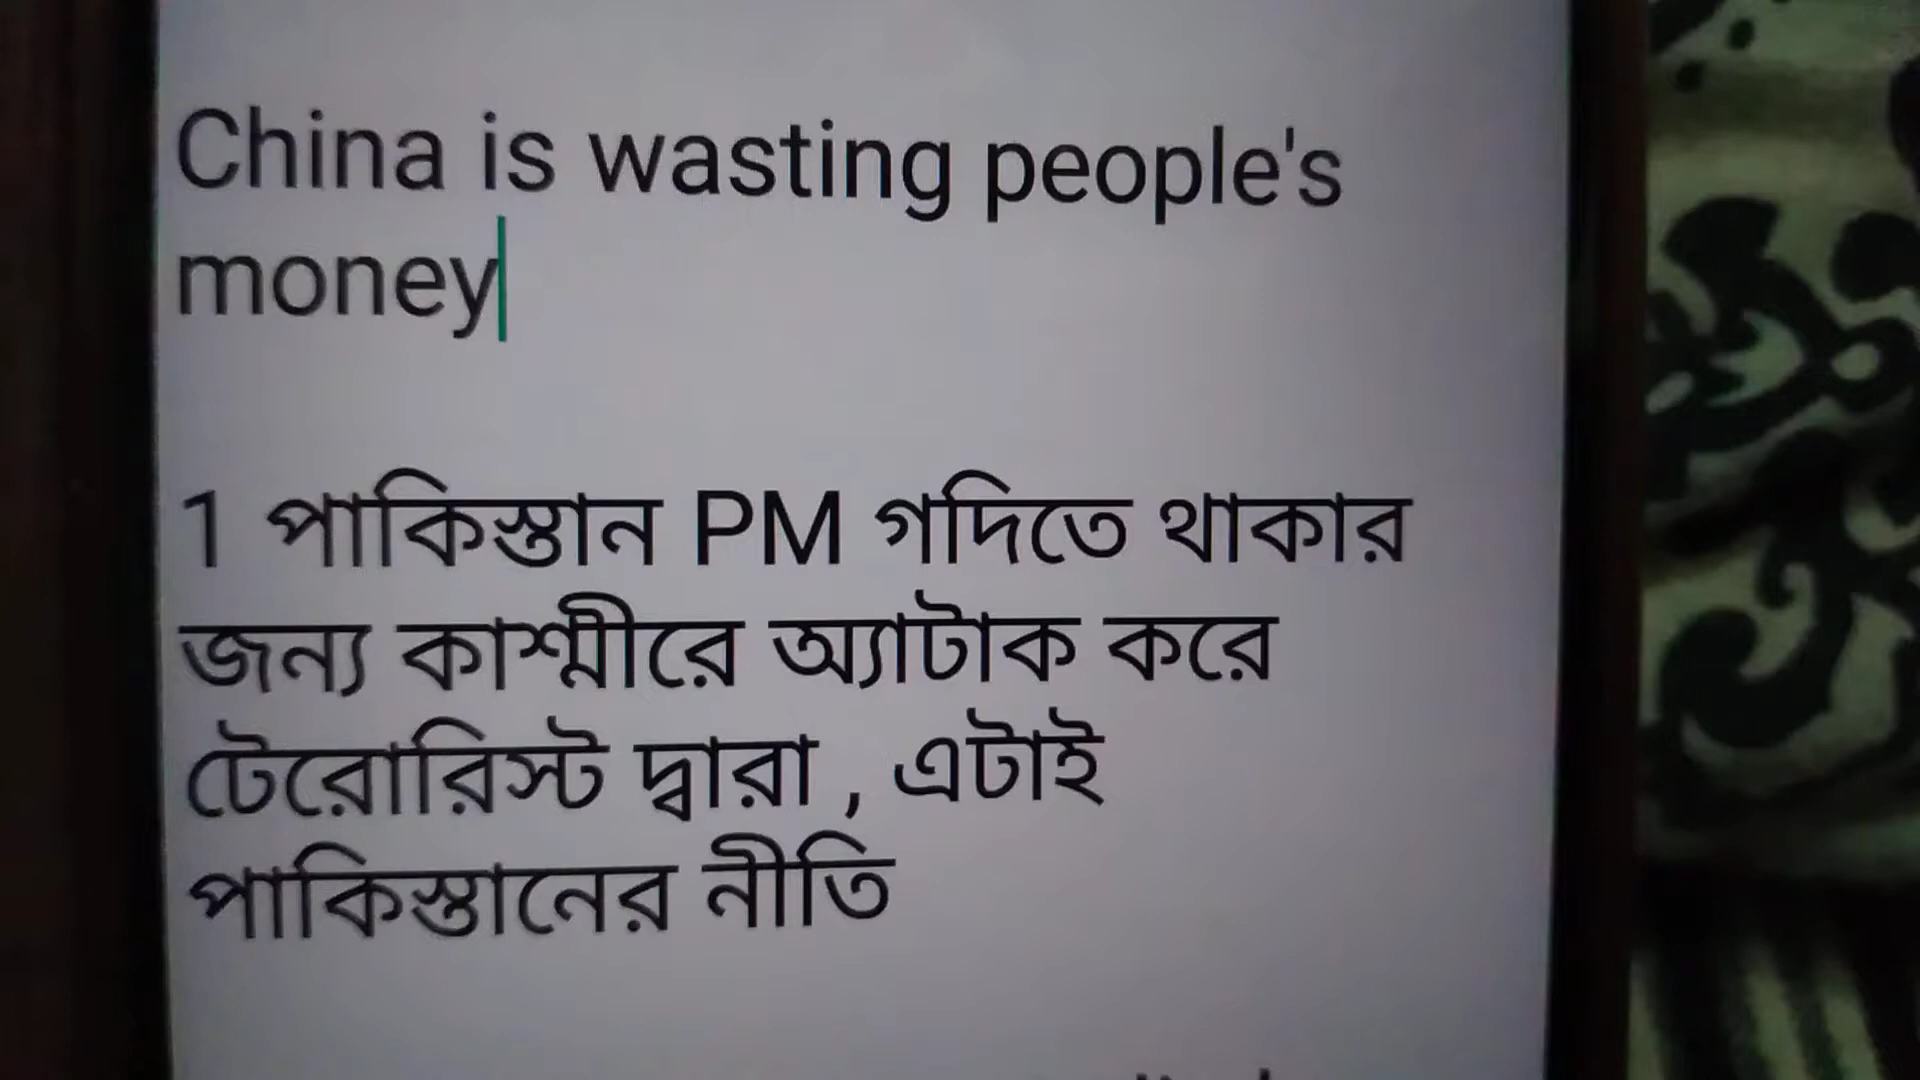 China is wasting people's
money
1 পাকিস্তান PM গদিতে থাকার
জন্য কাশ্মীরে অ্যাটাক করে
টেরোরিস্ট দ্বারা , এটাই
পাকিস্তানের নীতি